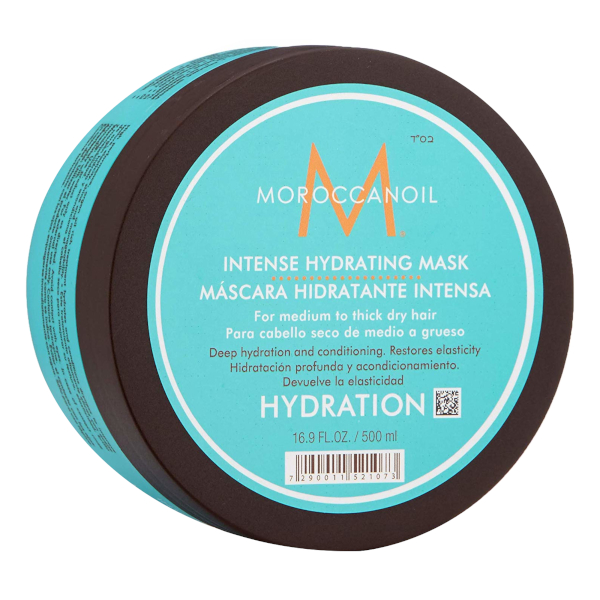 בס"ד
M
MOROCCANOIL
INTENSE HYDRATING MASK
MÁSCARA HIDRATANTE INTENSA
For medium to thick dry hair
Para cabello seco de medio a grueso
Deep hydration and conditioning. Restores elasticity
Hidratación profunda y acondicionamiento.
Devuelve la elasticidad
HYDRATION
16.9 FL.OZ. / 500 ml
7290011521073